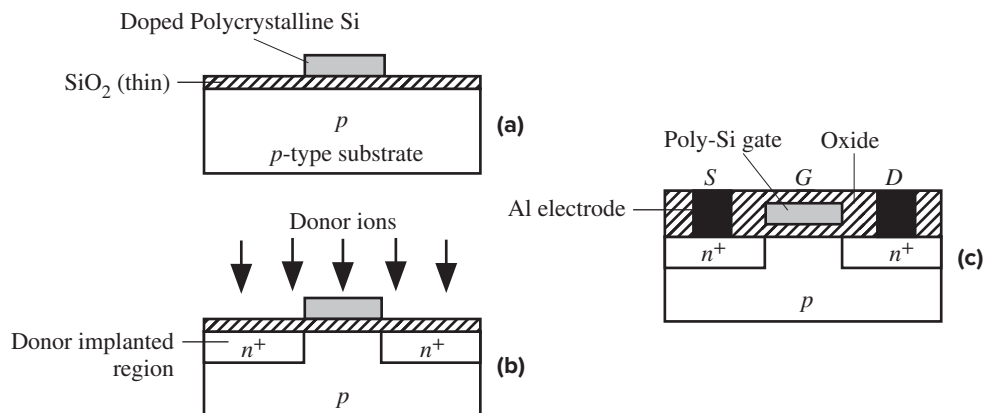 Doped Polycrystalline Si
SiO2 (thin)
p
p-type substrate
(a)
Donor ions
Donor implanted
region
n+
n+
p
(b)
Poly-Si gate
Oxide
S
G
D
Al electrode
n+
n+
p
(c)